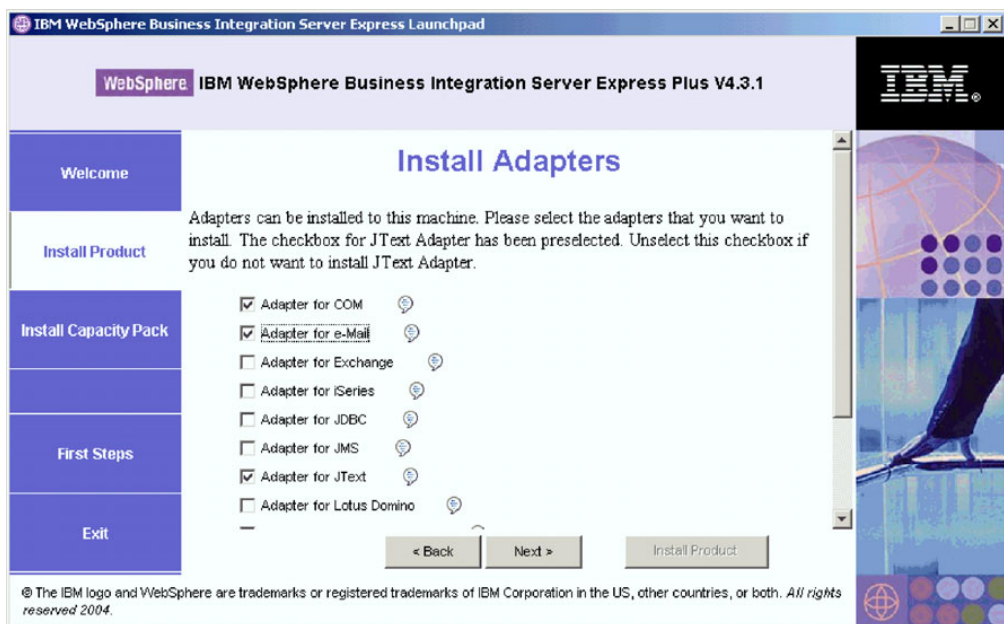 IBM WebSphere Business Integration Server Express Launchpad
WebSphere. IBM WebSphere Business Integration Server Express Plus V4.3.1
IBM®
Welcome
Install Product
Install Capacity Pack
First Steps
Exit
Install Adapters
Adapters can be installed to this machine. Please select the adapters that you want to
install. The checkbox for JText Adapter has been preselected. Unselect this checkbox if
you do not want to install JText Adapter.
Adapter for COM
Adapter for e-Mail
Adapter for Exchange
Adapter for iSeries
Adapter for JDBC
Adapter for JMS
Adapter for JText
Adapter for Lotus Domino
< Back
Next >
Install Product
® The IBM logo and WebSphere are trademarks or registered trademarks of IBM Corporation in the US, other countries, or both. All rights
reserved 2004.